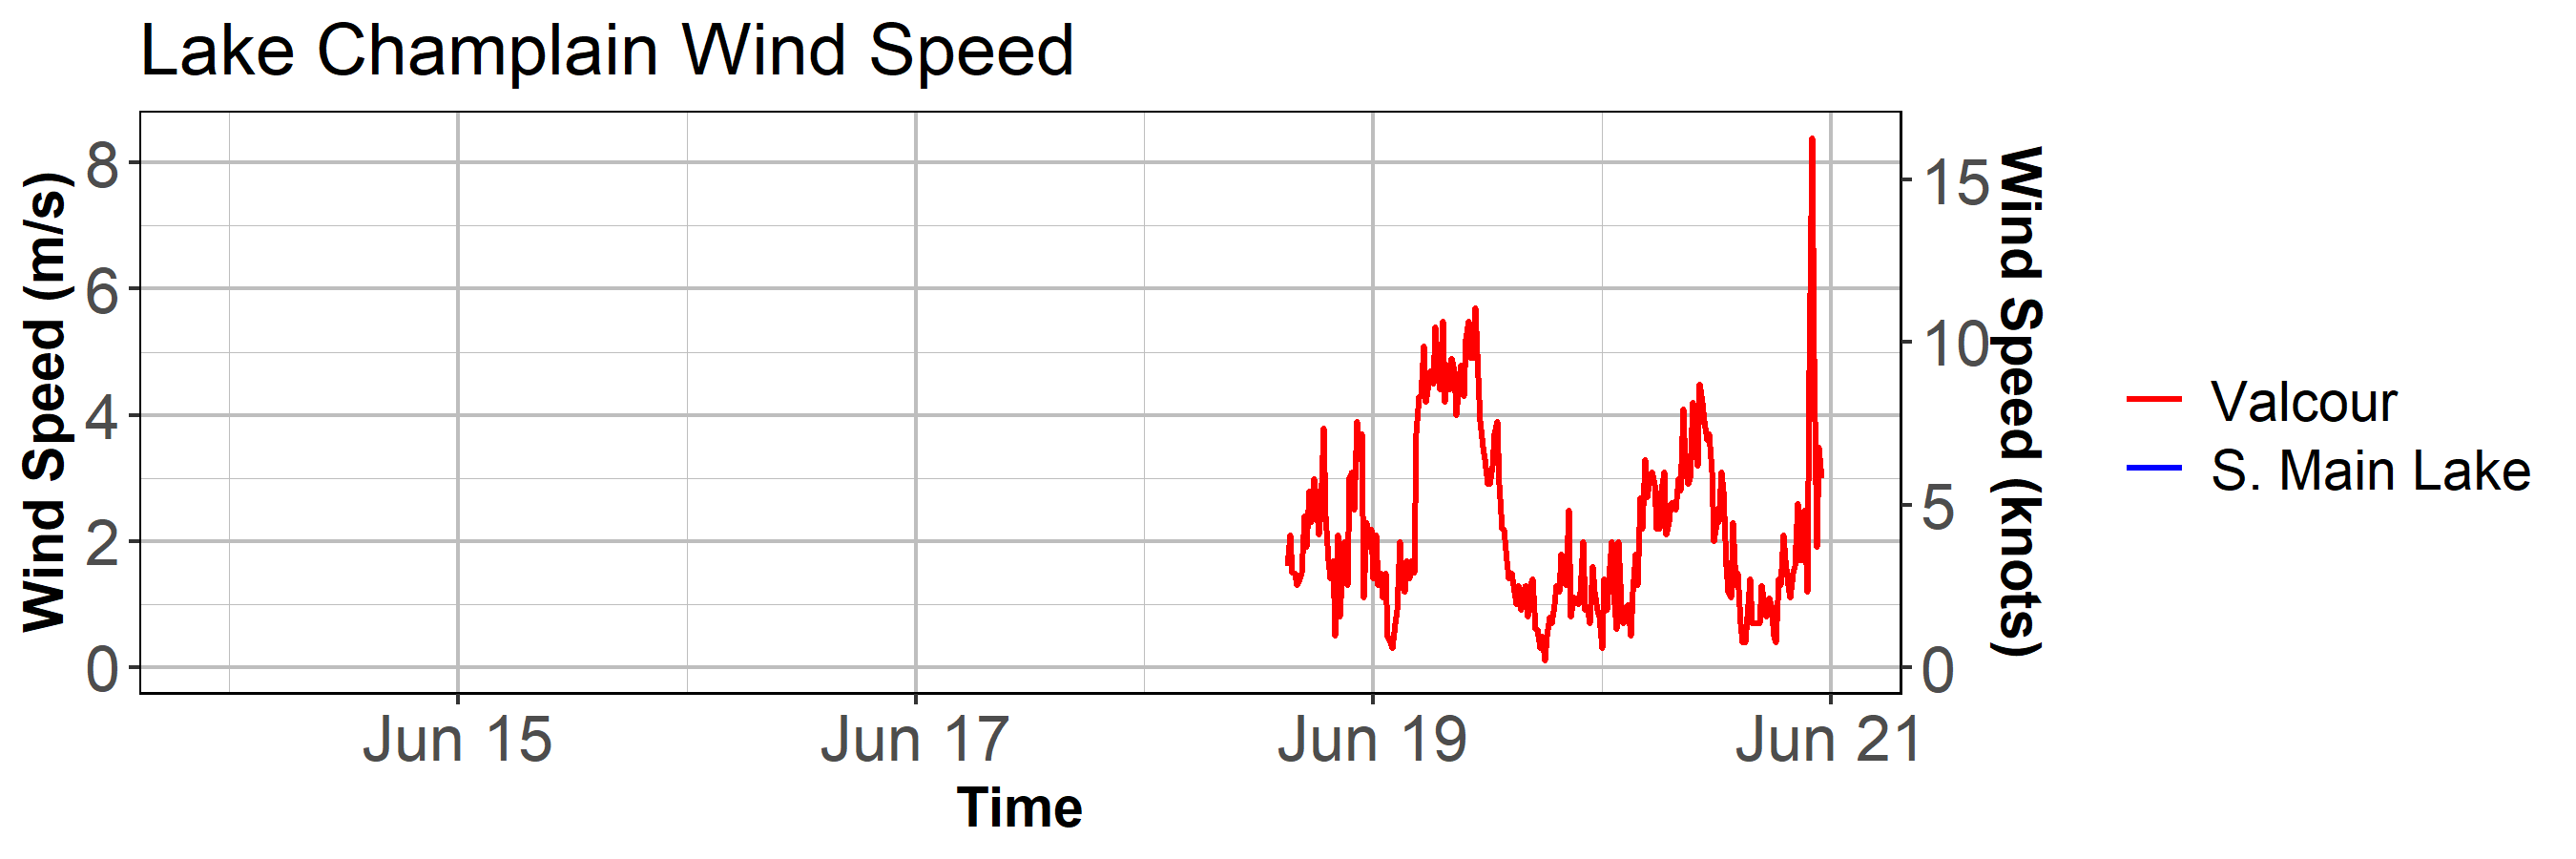 Lake Champlain Wind Speed
Wind Speed (m/s)
8
6
4
2
0
15
10
5
0
Wind Speed (knots)
Jun 15
Jun 17
Jun 19
Jun 21
Time
Valcour
S. Main Lake